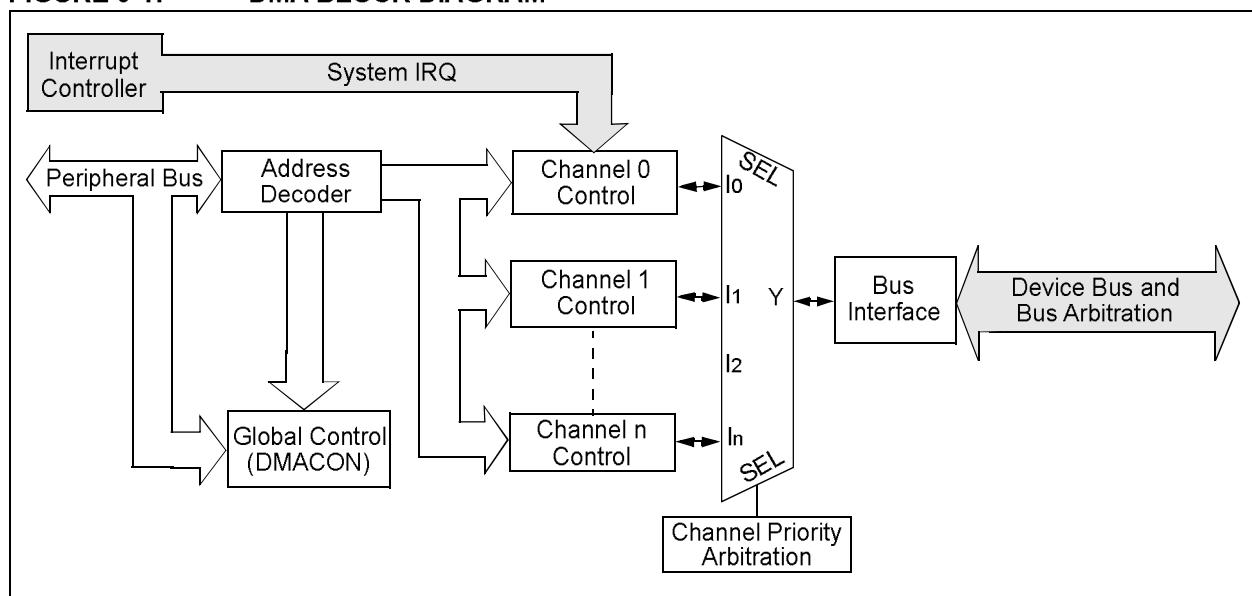 Interrupt
Controller
System IRQ
Peripheral Bus
Address
Decoder
Channel 0
Control
Channel 1
Control
Channel n
Control
Global Control
(DMACON)
SEL
I0
I1
I2
In
Y
SEL
Bus
Interface
Device Bus and
Bus Arbitration
Channel Priority
Arbitration